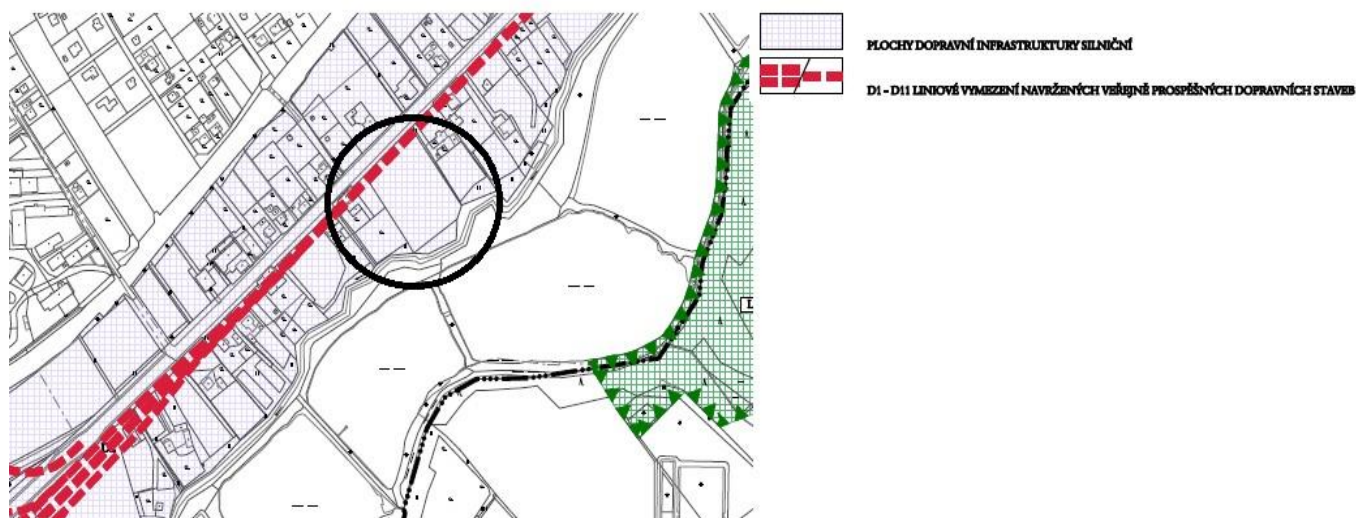 PLOCHY DOPRAVNÍ INFRASTRUKTURY SILNIČNÍ
D1 - D11 LINIOVÉ VYMEZENÍ NAVRŽENÝCH VEŘEJNĚ PROSPĚŠNÝCH DOPRAVNÍCH STAVEB